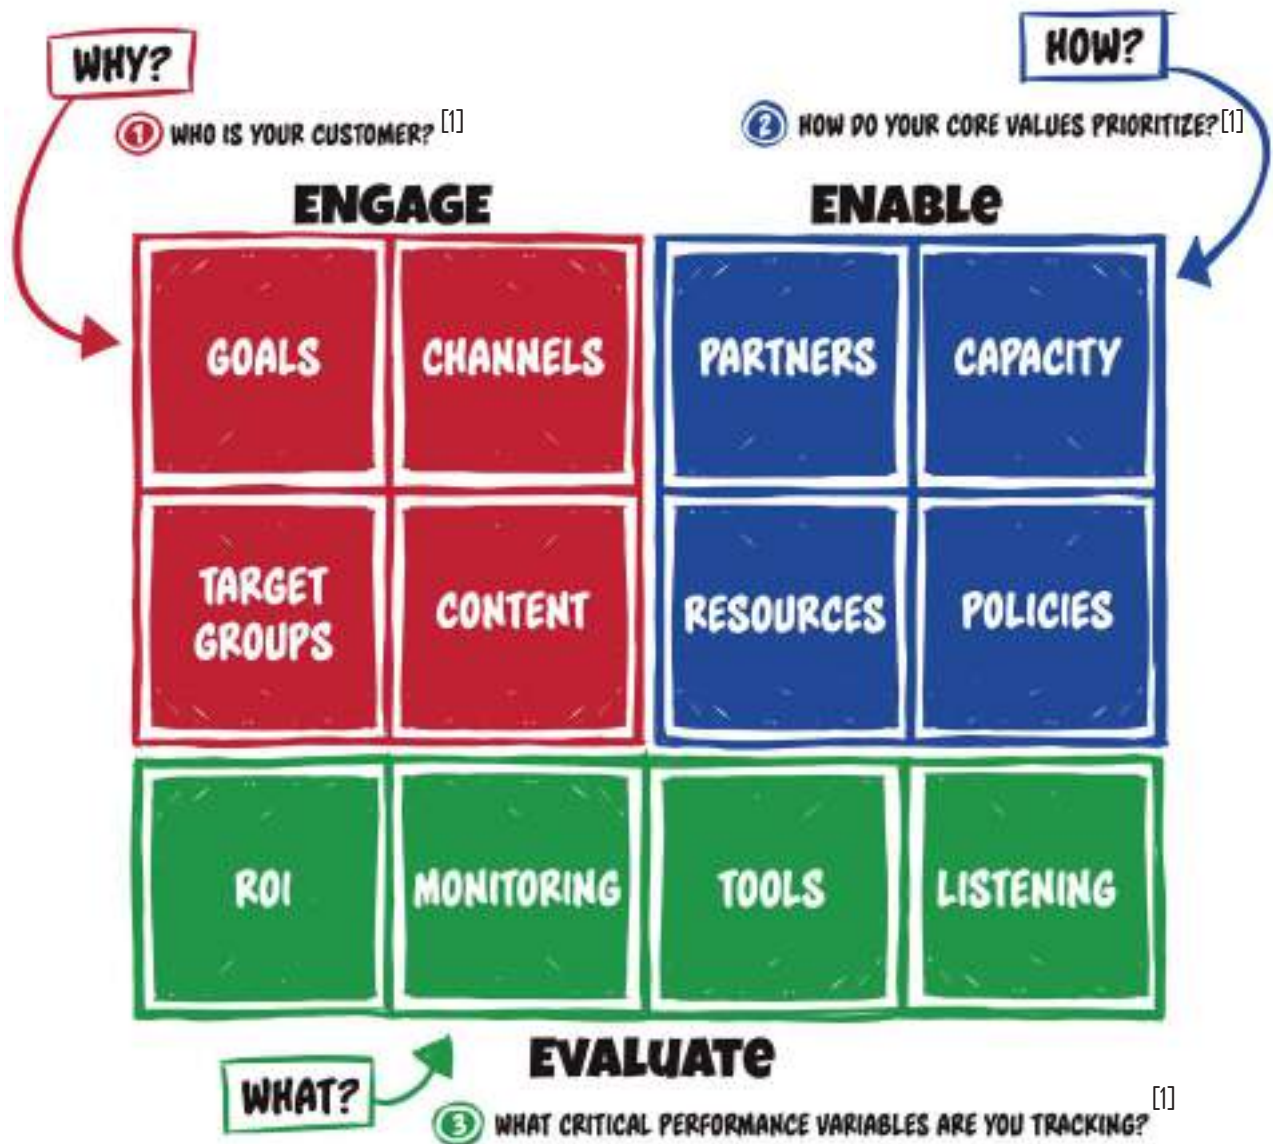 WHY?
HOW?
1 WHO IS YOUR CUSTOMER? [1]
2 HOW DO YOUR CORE VALUES PRIORITIZE? [1]
ENGAGE
ENABLe
GOALS
CHANNELS
PARTNERS
CAPACITY
TARGET
GROUPS
CONTENT
RESOURCES
POLICIES
ROI
MONITORING
TOOLS
LISTENING
EVALUATe
WHAT?
3 WHAT CRITICAL PERFORMANCE VARIABLES ARE YOU TRACKING? [1]